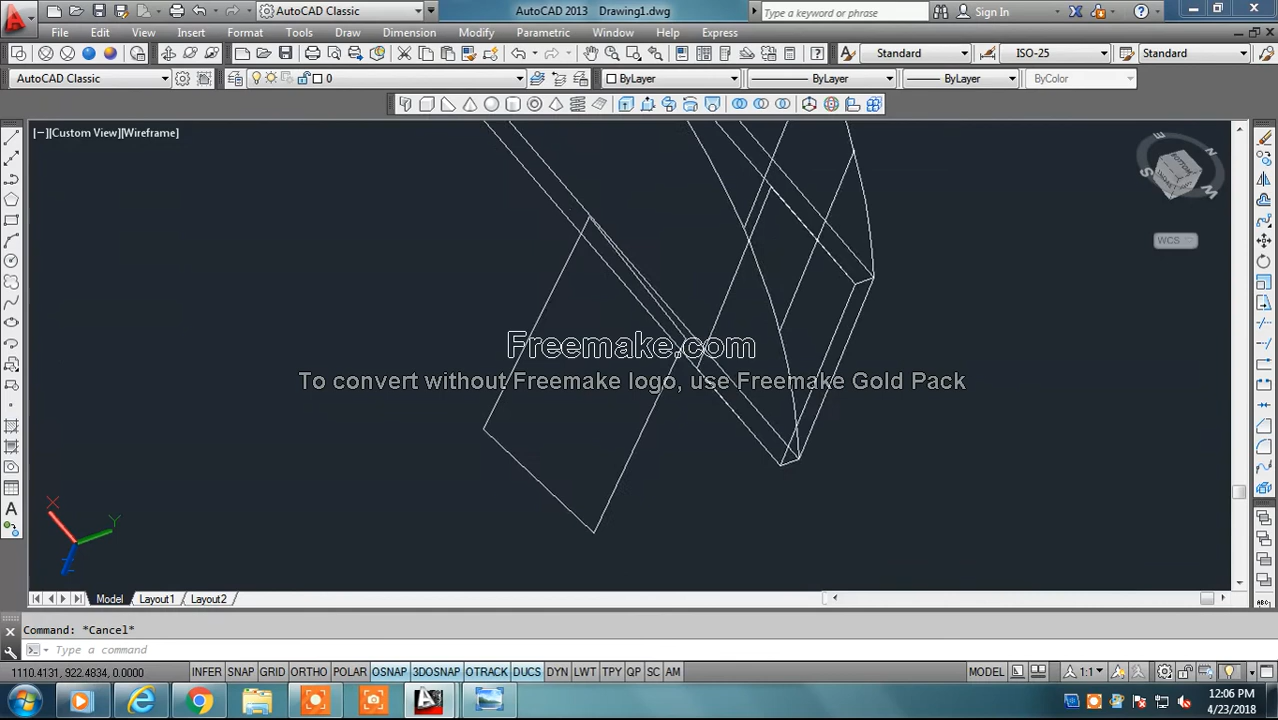 AutoCAD Classic
AutoCAD 2013 Drawing1.dwg
Type a keyword or phrase
Sign In
File Edit View Insert Format Tools Draw Dimension Modify Parametric Window Help Express
Standard
ISO-25
Standard
AutoCAD Classic
0
ByLayer
ByLayer
ByLayer
ByColor
[−][Custom View][Wireframe]
E
N
S
W
BOTTOM
WCS
Freemake.com
To convert without Freemake logo, use Freemake Gold Pack
X
Y
Z
Model Layout1 Layout2
Command: *Cancel*
Type a command
1110.4131, 922.4834, 0.0000
INFER SNAP GRID ORTHO POLAR OSNAP 3DOSNAP OTRACK DUCS DYN LWT TPY QP SC AM
MODEL
1:1
12:06 PM
4/23/2018